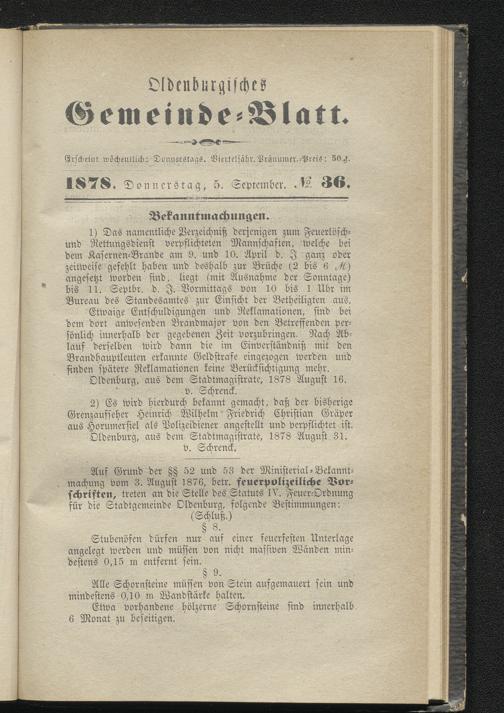 Oldenburgisches
Gemeinde-Blatt.
Erscheint wöchentlich: Donnerstags. Vierteljähr. Pränumer.-Preis: 50 ₰.
1878. Donnerstag, 5. September. № 36.
Bekanntmachungen.
1) Das namentliche Verzeichniß derjenigen zum Feuerlösch-
und Rettungsdienst verpflichteten Mannschaften, welche bei
dem Kasernen-Brande am 9. und 10. April d. J ganz oder
zeitweise gefehlt haben und deshalb zur Brüche (2 bis 6 ℳ)
angesetzt worden sind, liegt (mit Ausnahme der Sonntage)
bis 11. Septbr. d. J. Vormittags von 10 bis 1 Uhr im
Bureau des Standesamtes zur Einsicht der Betheiligten aus.
Etwaige Entschuldigungen und Reklamationen, sind bei
dem dort anwesenden Brandmajor von den Betreffenden per-
sönlich innerhalb der gegebenen Zeit vorzubringen. Nach Ab-
lauf derselben wird dann die im Einverständniß mit den
Brandhauptleuten erkannte Geldstrafe eingezogen werden und
finden spätere Reklamationen keine Berücksichtigung mehr.
Oldenburg, aus dem Stadtmagistrate, 1878 August 16.
v. Schrenck.
2) Es wird hierdurch bekannt gemacht, daß der bisherige
Grenzaufseher Heinrich Wilhelm Friedrich Christian Gräper
aus Horumersiel als Polizeidiener angestellt und verpflichtet ist.
Oldenburg, aus dem Stadtmagistrate, 1878 August 31.
v. Schrenck.
Auf Grund der §§ 52 und 53 der Ministerial-Bekannt-
machung vom 3. August 1876, betr. feuerpolizeiliche Vor-
schriften, treten an die Stelle des Statuts IV. Feuer-Ordnung
für die Stadtgemeinde Oldenburg, folgende Bestimmungen:
(Schluß.)
§ 8.
Stubenöfen dürfen nur auf einer feuerfesten Unterlage
angelegt werden und müssen von nicht massiven Wänden min-
destens 0,15 m entfernt sein.
§ 9.
Alle Schornsteine müssen von Stein aufgemauert sein und
mindestens 0,10 m Wandstärke halten.
Etwa vorhandene hölzerne Schornsteine sind innerhalb
6 Monat zu beseitigen.